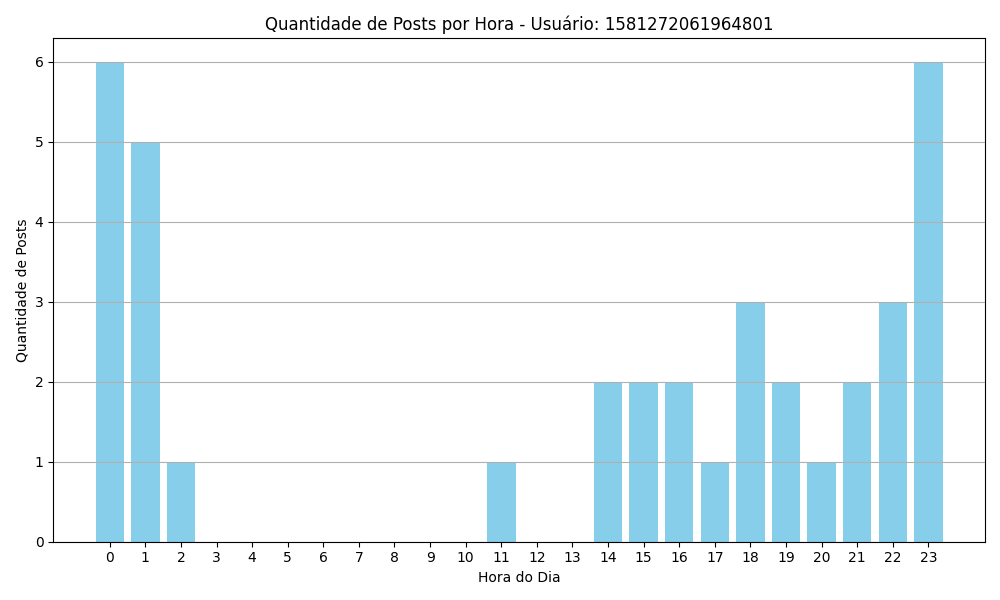 Quantidade de Posts por Hora - Usuário: 1581272061964801
Quantidade de Posts
6
5
4
3
2
1
0
0 1 2 3 4 5 6 7 8 9 10 11 12 13 14 15 16 17 18 19 20 21 22 23
Hora do Dia